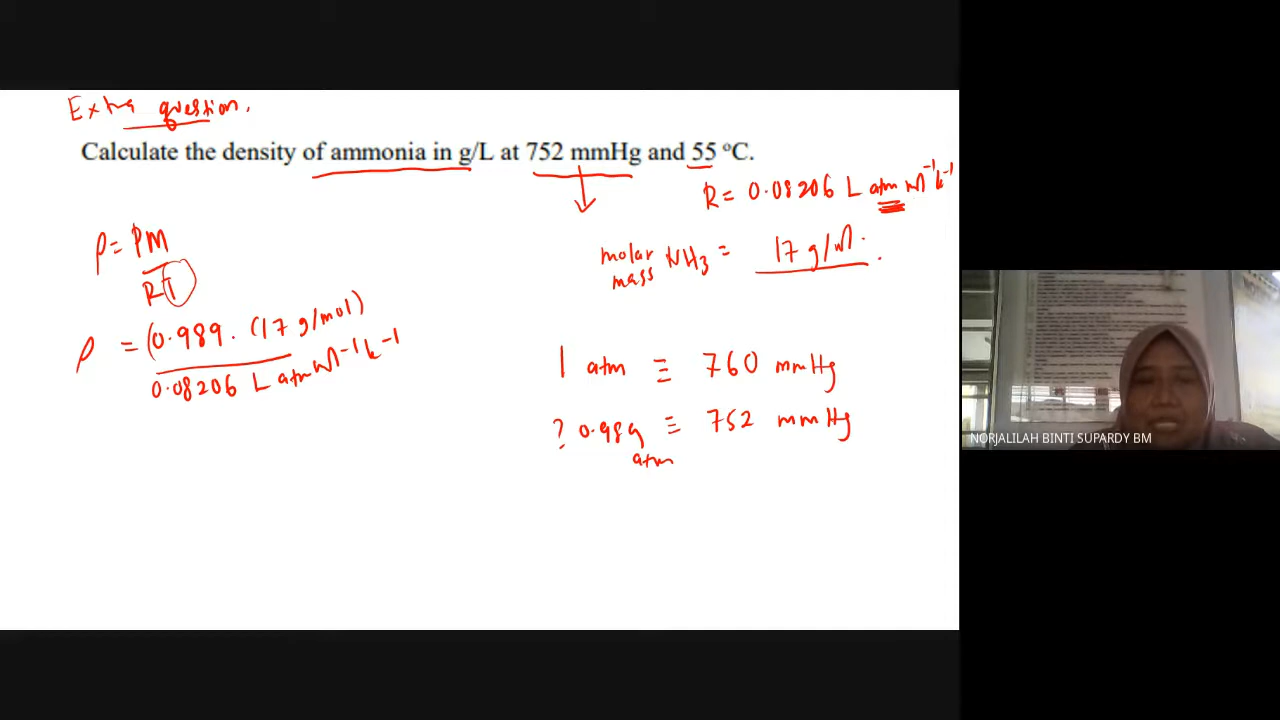 Extra question.
Calculate the density of ammonia in g/L at 752 mmHg and 55 °C.
R = 0.08206 L atm mol⁻¹ k⁻¹
ρ = PM
RT
molar mass NH3 = 17 g/mol.
ρ = (0.989. (17 g/mol)
0.08206 L atm mol⁻¹ k⁻¹
1 atm ≡ 760 mmHg
? 0.989 atm ≡ 752 mmHg
NORJALILAH BINTI SUPARDY BM